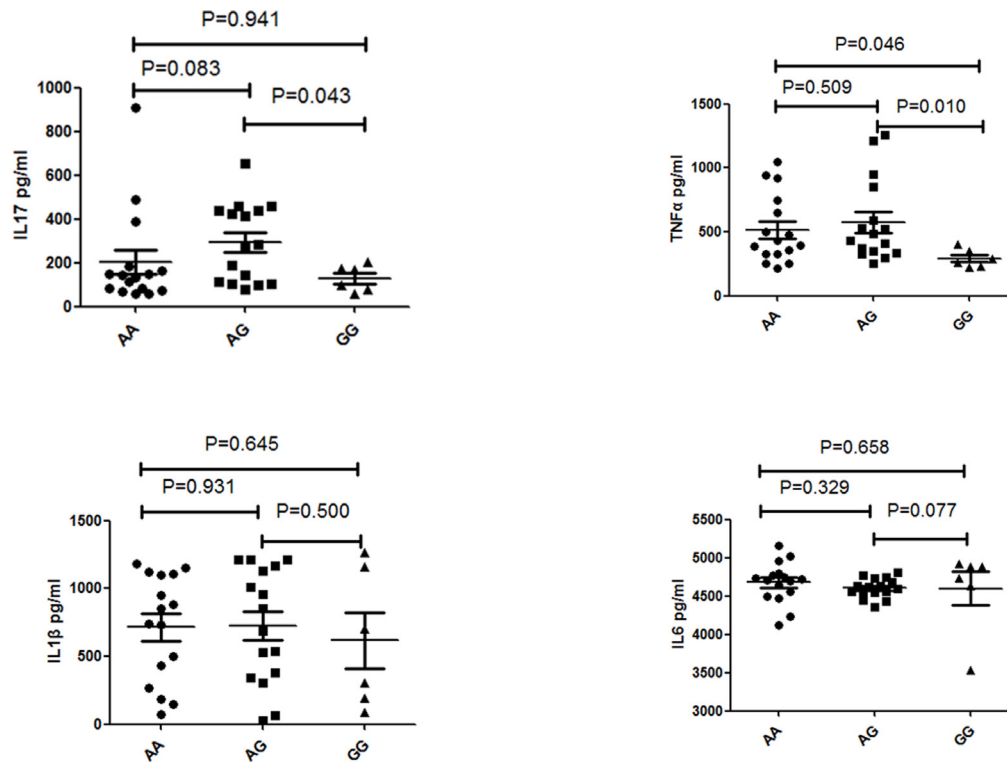 P=0.941
P=0.083
P=0.043
IL17 pg/ml
1000
800
600
400
200
0
AA
AG
GG
P=0.046
P=0.509
P=0.010
TNFα pg/ml
1500
1000
500
0
AA
AG
GG
P=0.645
P=0.931
P=0.500
IL1β pg/ml
1500
1000
500
0
AA
AG
GG
P=0.658
P=0.329
P=0.077
IL6 pg/ml
5500
5000
4500
4000
3500
3000
AA
AG
GG